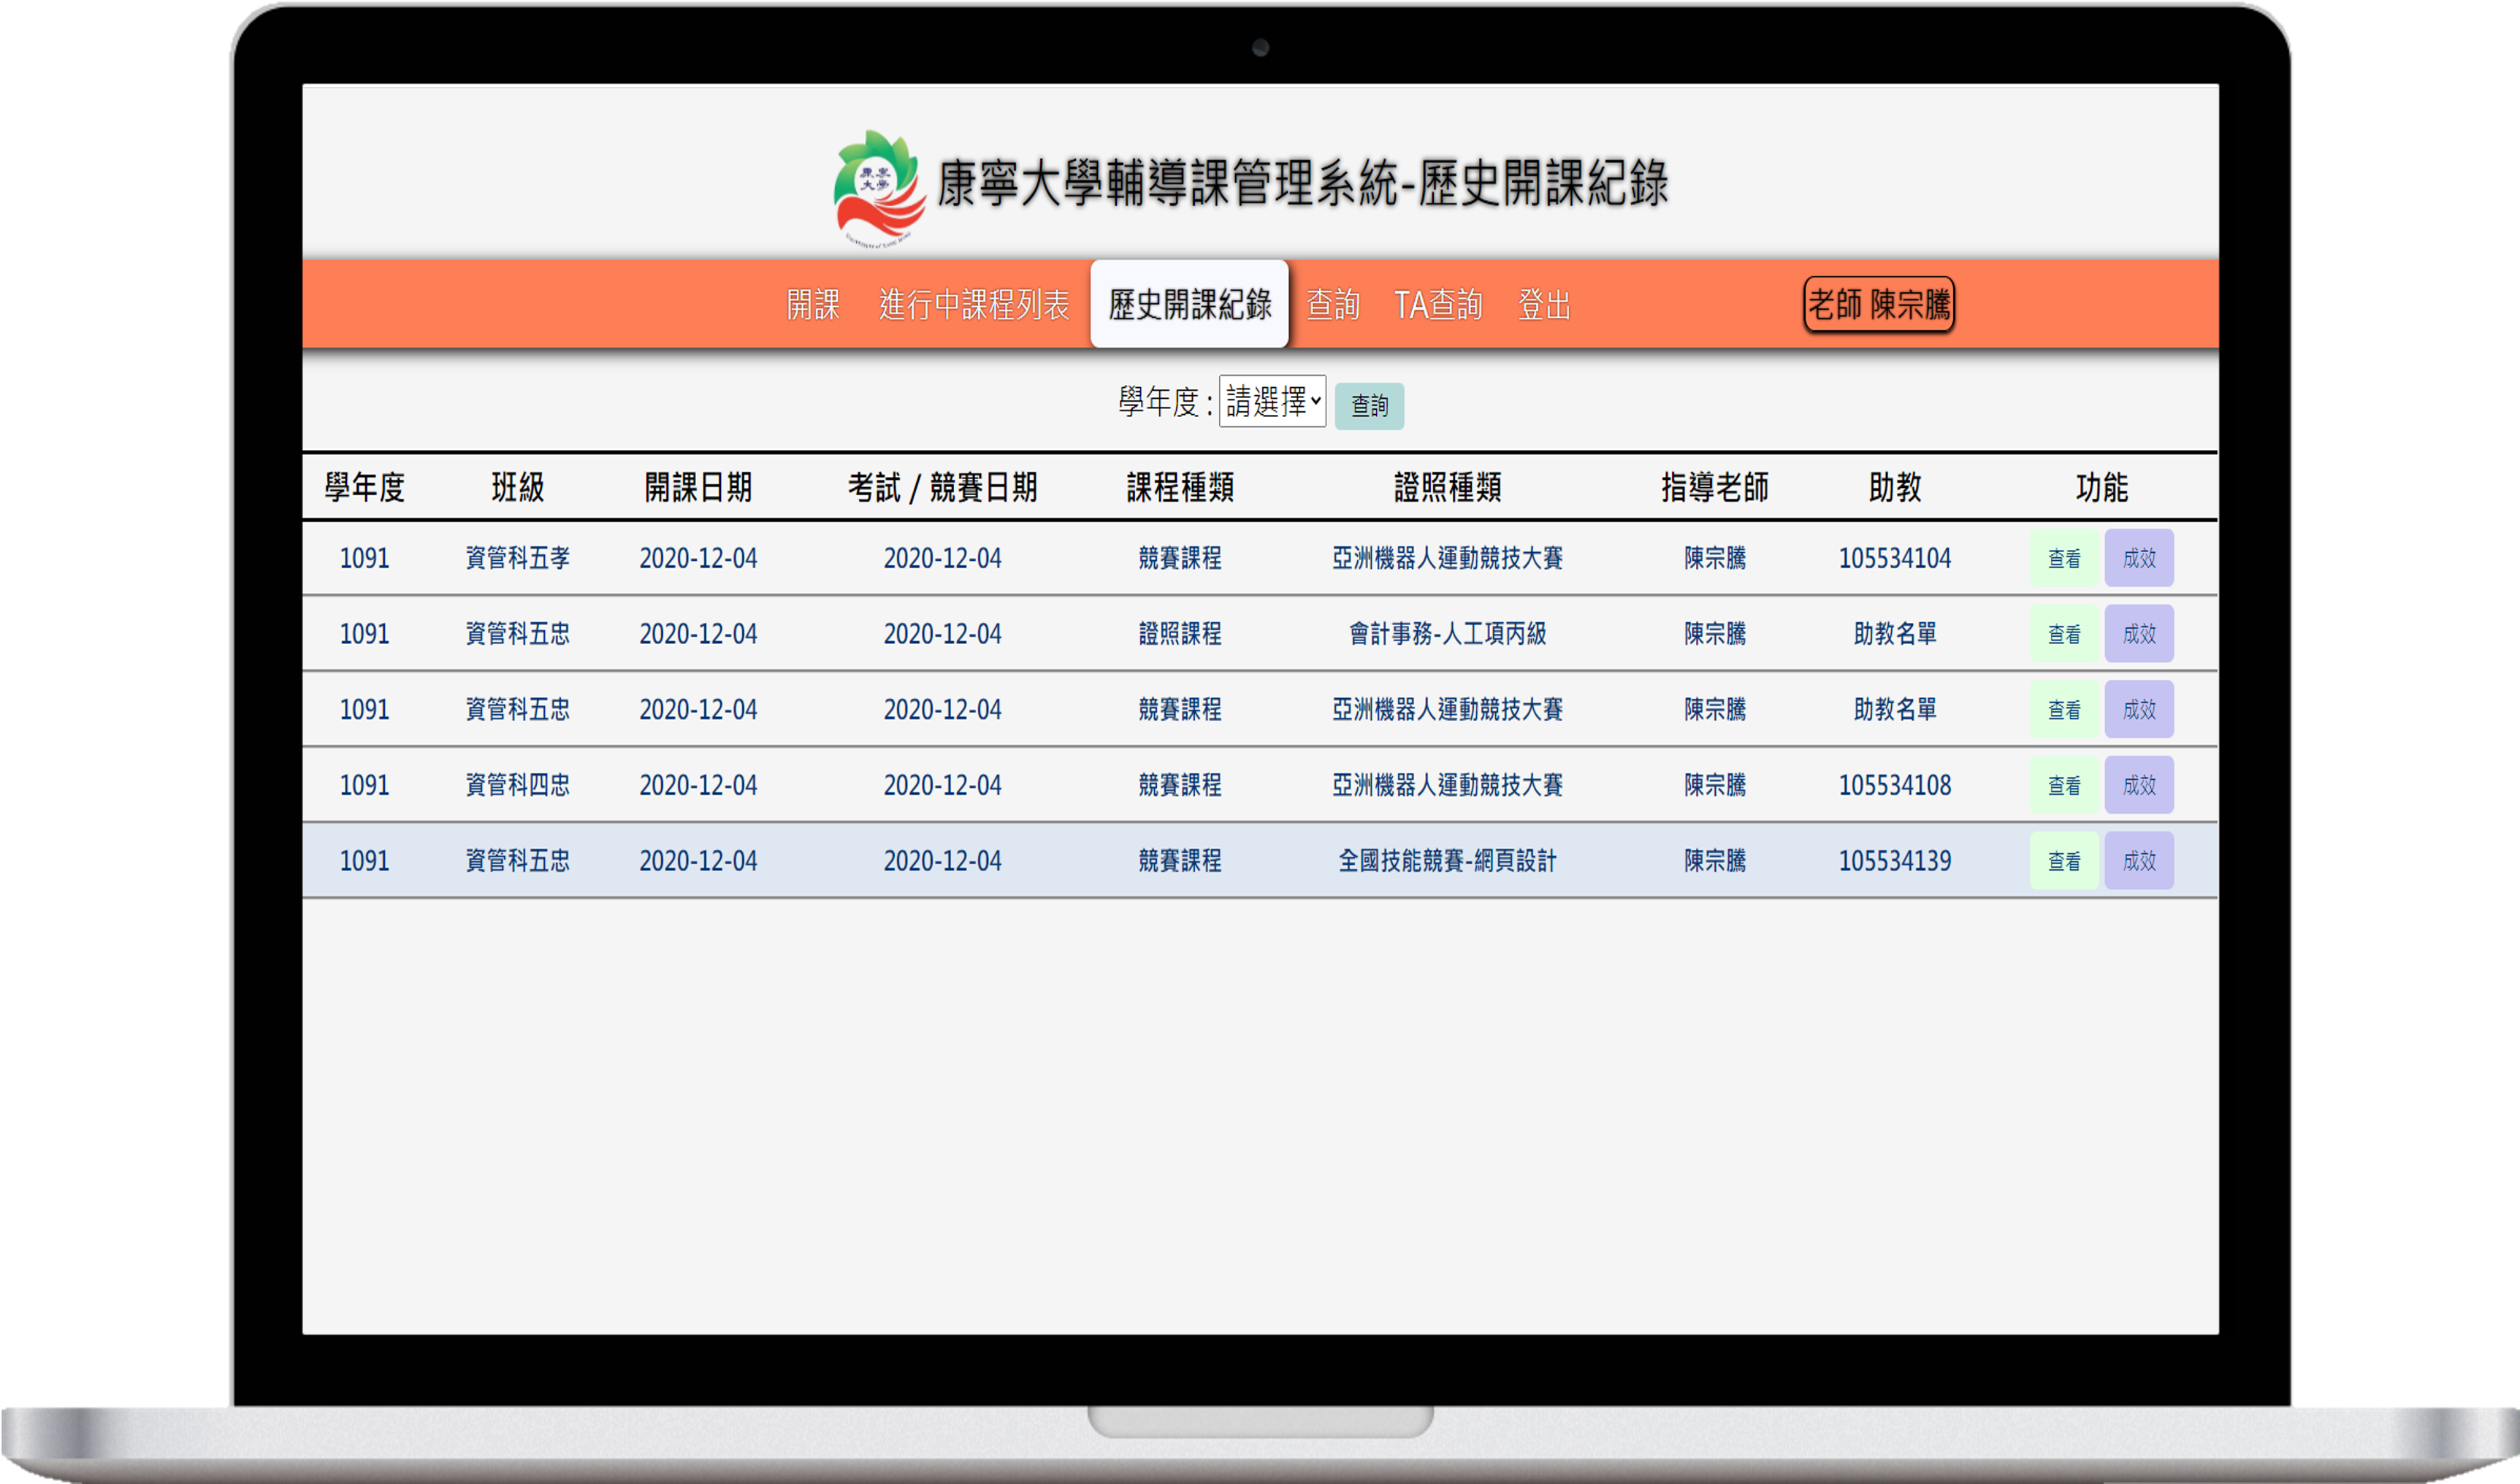 康寧大學
康寧大學輔導課管理系統-歷史開課紀錄
開課 進行中課程列表 歷史開課紀錄 查詢 TA查詢 登出 老師 陳宗騰
學年度 : 請選擇 查詢
學年度 班級 開課日期 考試 / 競賽日期 課程種類 證照種類 指導老師 助教 功能
1091 資管科五孝 2020-12-04 2020-12-04 競賽課程 亞洲機器人運動競技大賽 陳宗騰 105534104 查看 成效
1091 資管科五忠 2020-12-04 2020-12-04 證照課程 會計事務-人工項丙級 陳宗騰 助教名單 查看 成效
1091 資管科五忠 2020-12-04 2020-12-04 競賽課程 亞洲機器人運動競技大賽 陳宗騰 助教名單 查看 成效
1091 資管科四忠 2020-12-04 2020-12-04 競賽課程 亞洲機器人運動競技大賽 陳宗騰 105534108 查看 成效
1091 資管科五忠 2020-12-04 2020-12-04 競賽課程 全國技能競賽-網頁設計 陳宗騰 105534139 查看 成效